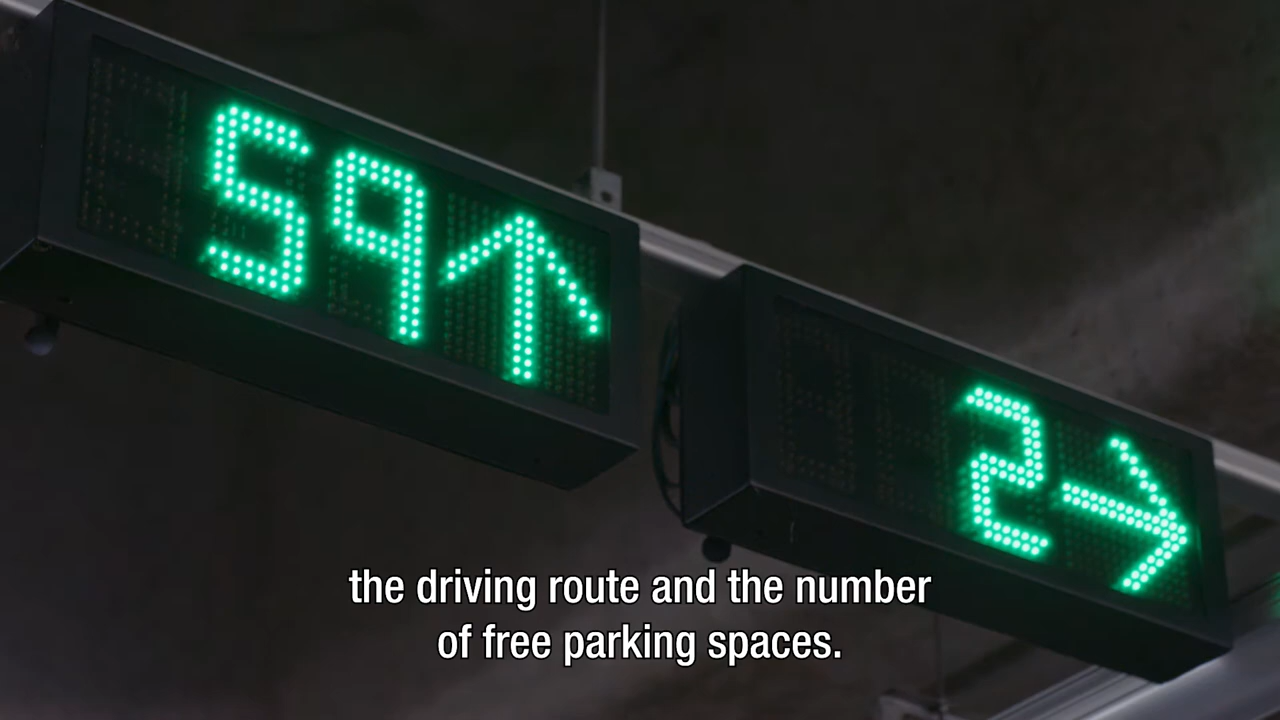 59↑
2→
the driving route and the number
of free parking spaces.